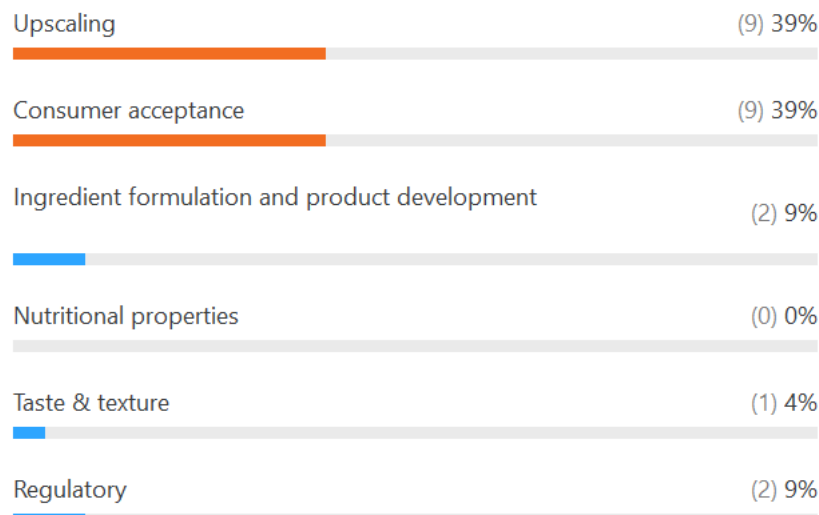 Upscaling (9) 39%
Consumer acceptance (9) 39%
Ingredient formulation and product development (2) 9%
Nutritional properties (0) 0%
Taste & texture (1) 4%
Regulatory (2) 9%